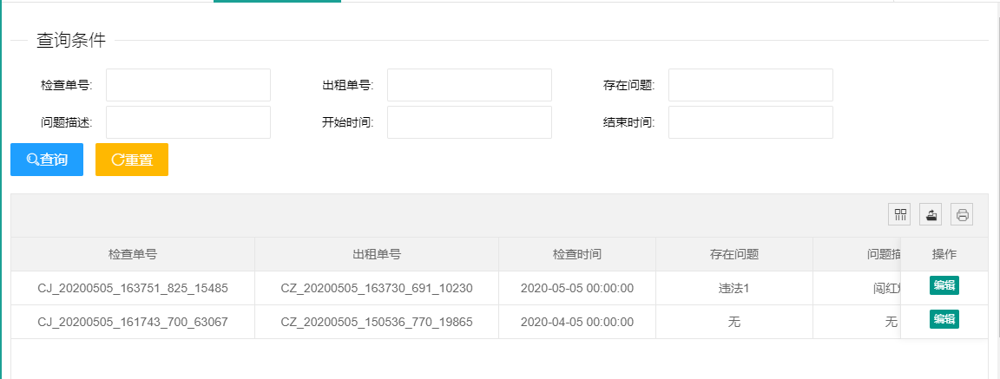 查询条件
检查单号: 出租单号: 存在问题:
问题描述: 开始时间: 结束时间:
查询 重置
检查单号 出租单号 检查时间 存在问题 问题描 操作
CJ_20200505_163751_825_15485 CZ_20200505_163730_691_10230 2020-05-05 00:00:00 违法1 闯红 编辑
CJ_20200505_161743_700_63067 CZ_20200505_150536_770_19865 2020-04-05 00:00:00 无 无 编辑